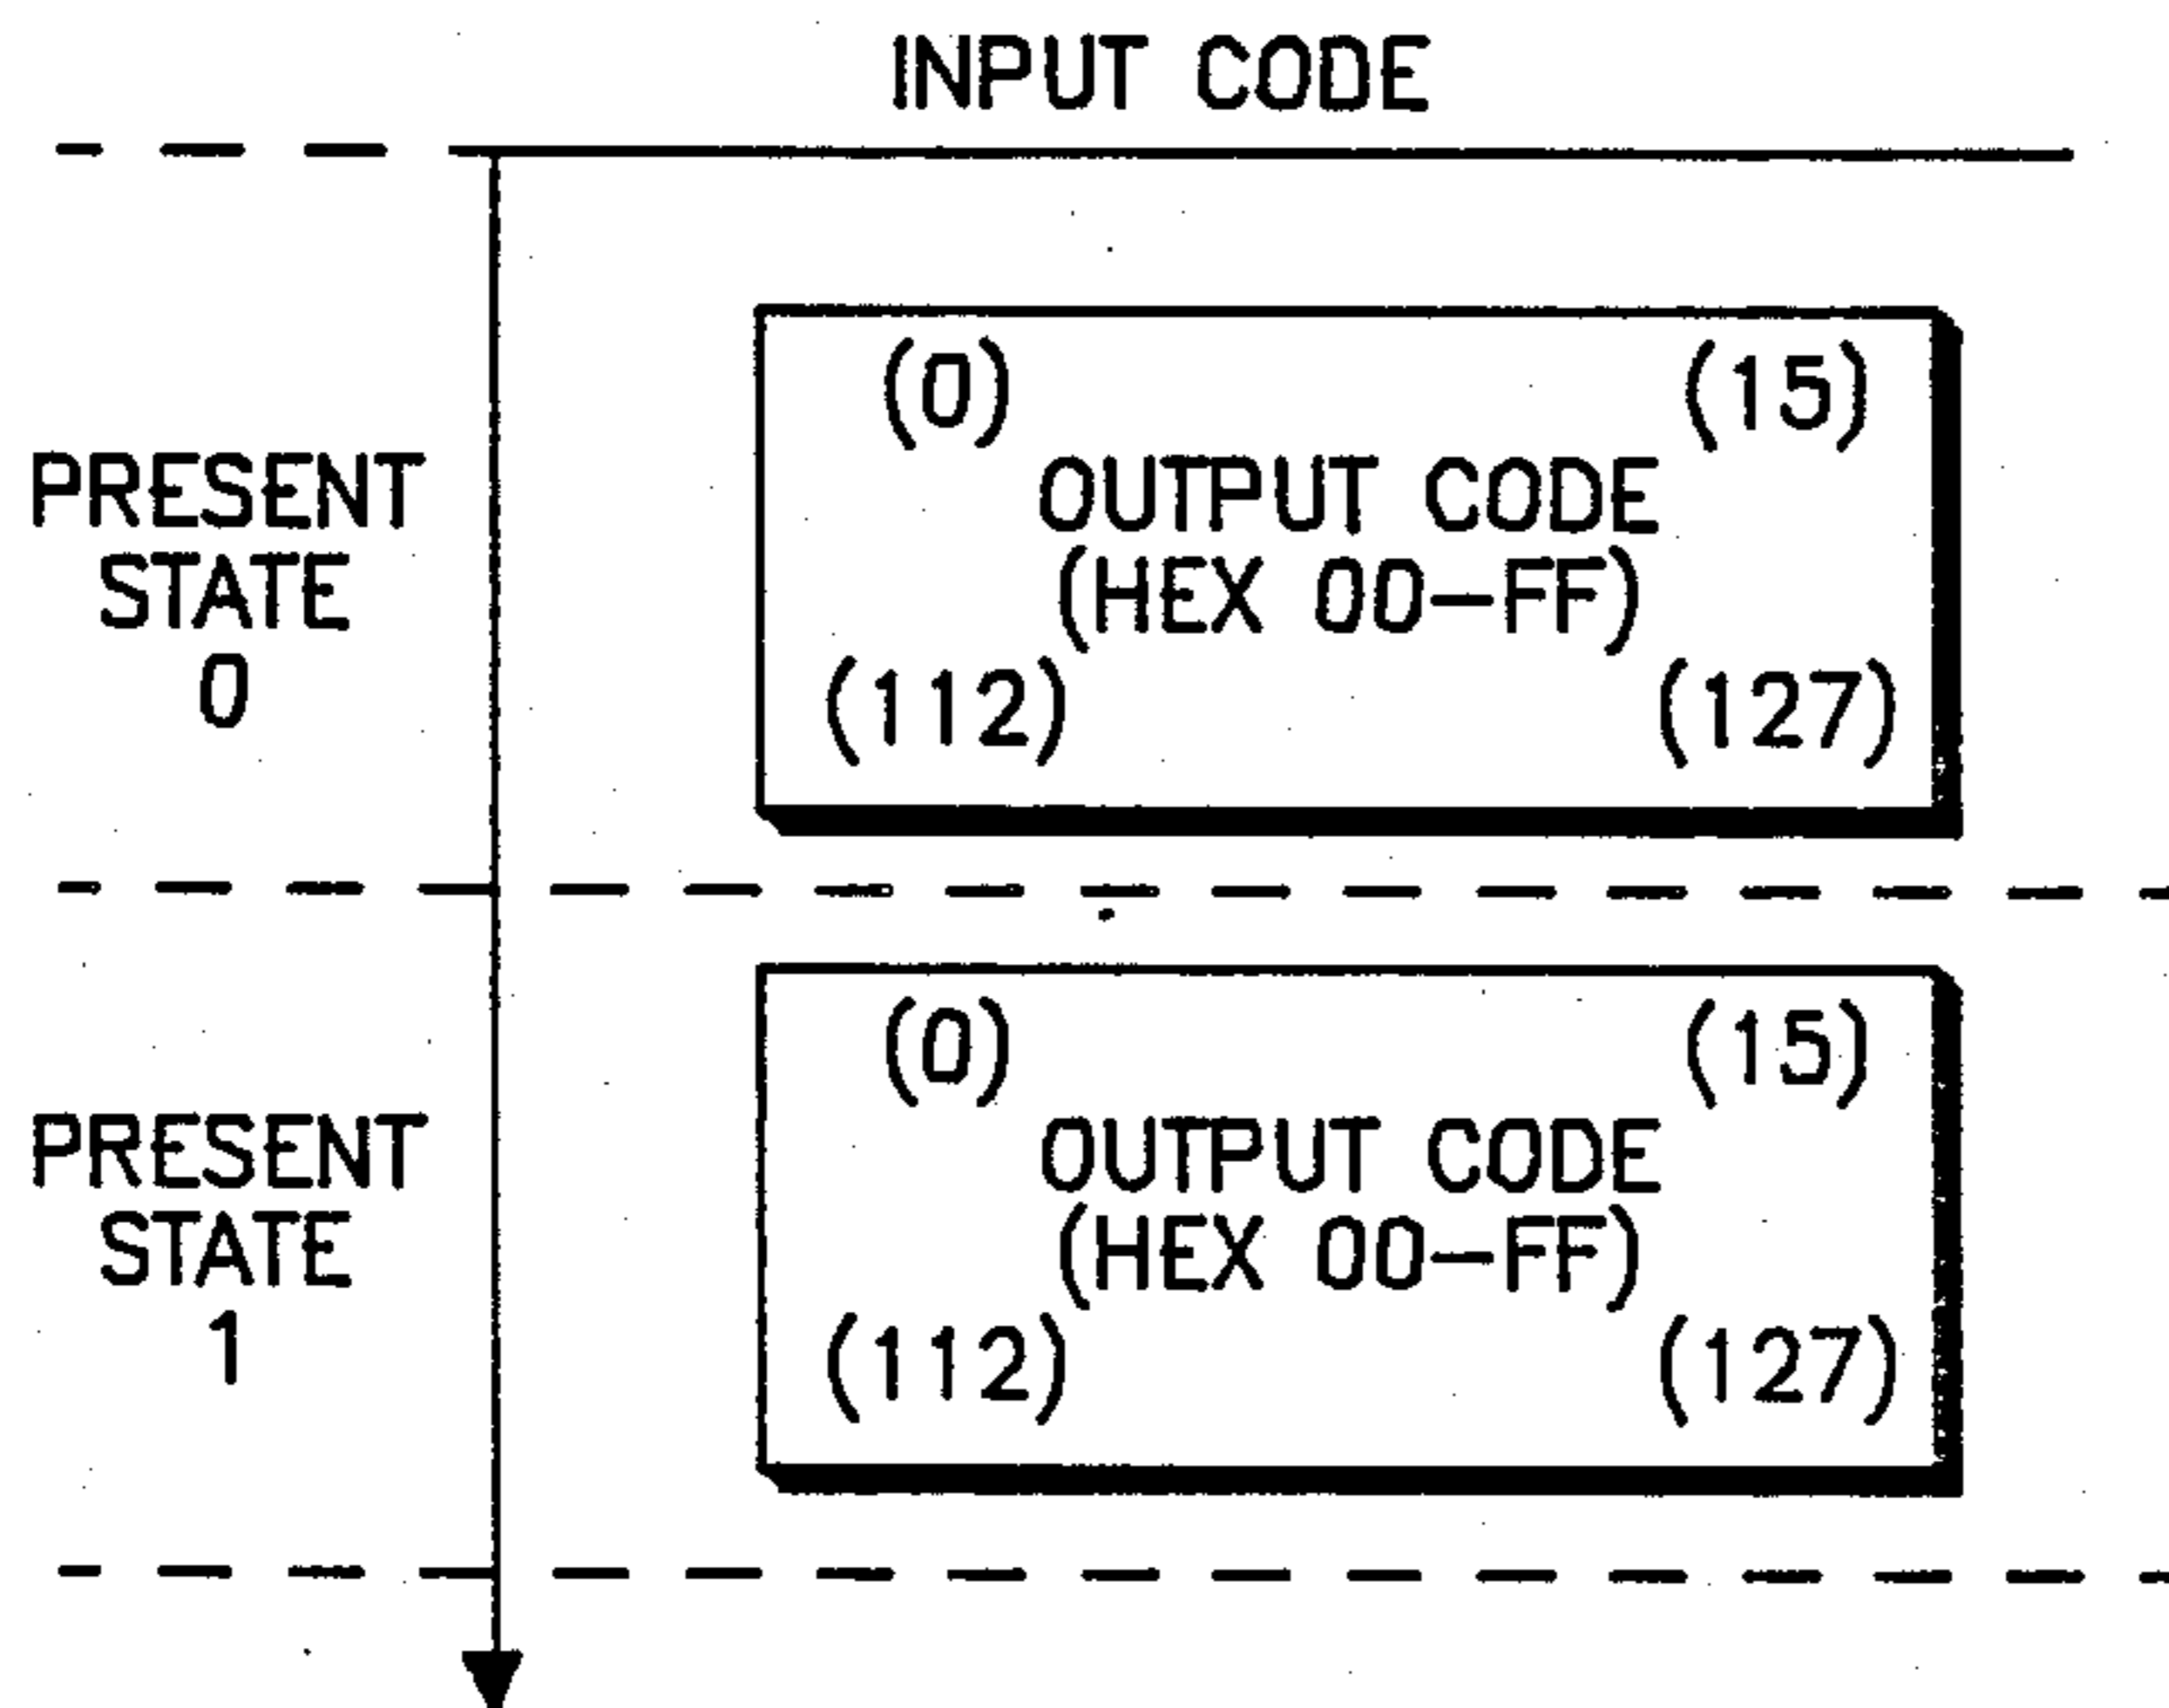 INPUT CODE
PRESENT
STATE
0
(0) (15)
OUTPUT CODE
(HEX 00-FF)
(112) (127)
PRESENT
STATE
1
(0) (15)
OUTPUT CODE
(HEX 00-FF)
(112) (127)